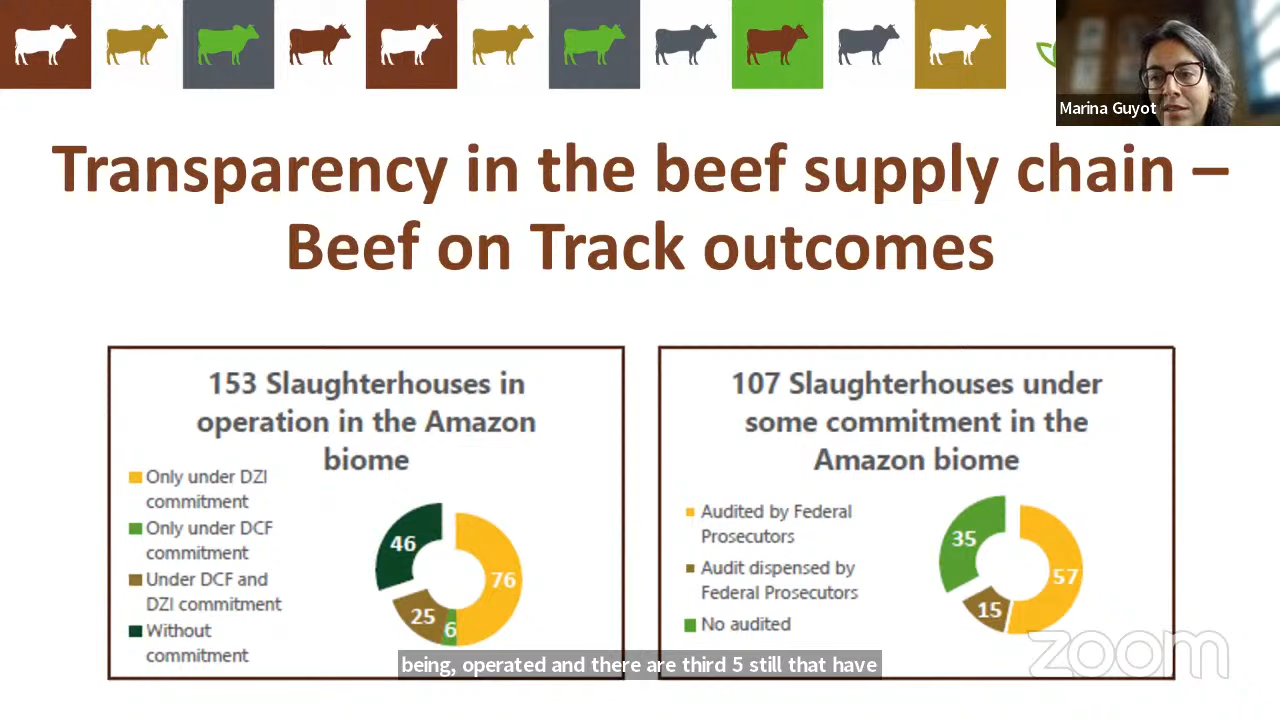 Marina Guyot
Transparency in the beef supply chain –
Beef on Track outcomes
153 Slaughterhouses in
operation in the Amazon
biome
Only under DZI
commitment
Only under DCF
commitment
Under DCF and
DZI commitment
Without
commitment
46
76
25
6
107 Slaughterhouses under
some commitment in the
Amazon biome
Audited by Federal
Prosecutors
Audit dispensed by
Federal Prosecutors
No audited
35
57
15
zoom
being, operated and there are third 5 still that have